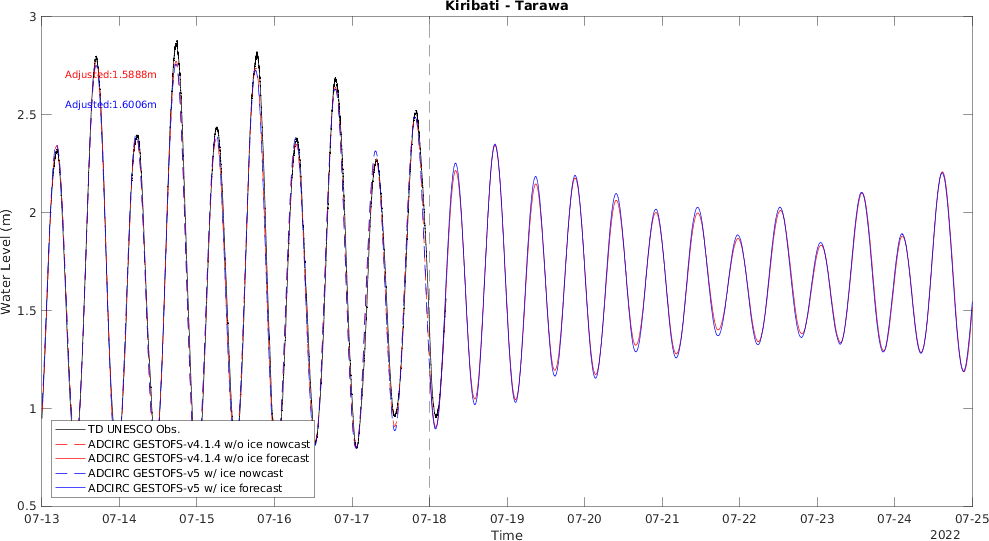 Kiribati - Tarawa
3
Adjusted:1.5888m
Adjusted:1.6006m
2.5
2
Water Level (m)
1.5
1
0.5
TD UNESCO Obs.
ADCIRC GESTOFS-v4.1.4 w/o ice nowcast
ADCIRC GESTOFS-v4.1.4 w/o ice forecast
ADCIRC GESTOFS-v5 w/ ice nowcast
ADCIRC GESTOFS-v5 w/ ice forecast
07-13 07-14 07-15 07-16 07-17 07-18 07-19 07-20 07-21 07-22 07-23 07-24 07-25
Time
2022